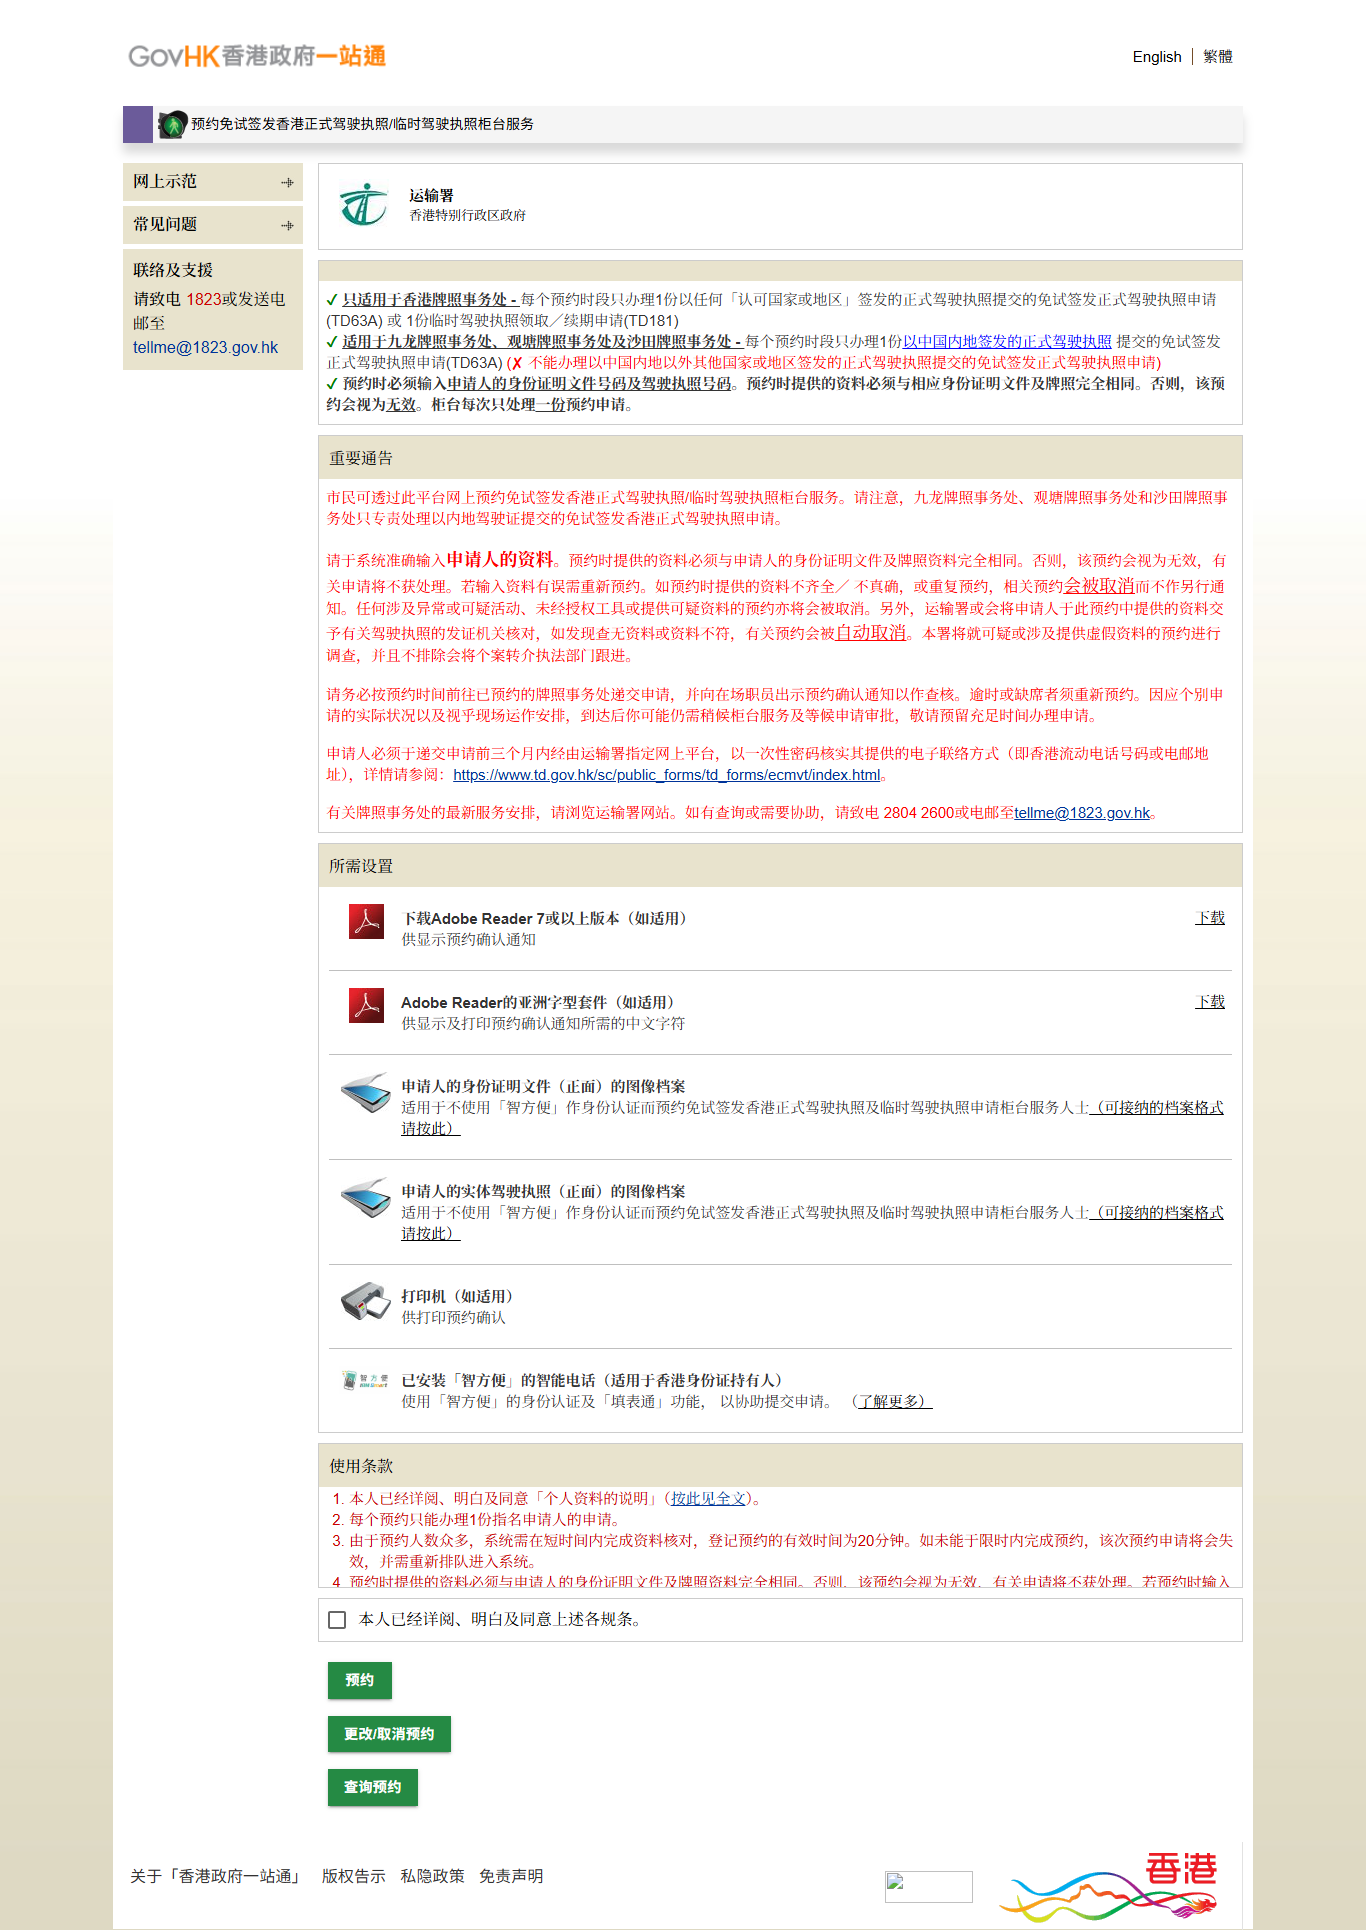 GovHK香港政府一站通
English
繁體
预约免试签发香港正式驾驶执照/临时驾驶执照柜台服务
网上示范
常见问题
联络及支援
请致电 1823或发送电
邮至
tellme@1823.gov.hk
运输署
香港特别行政区政府
✓ 只适用于香港牌照事务处 - 每个预约时段只办理1份以任何「认可国家或地区」签发的正式驾驶执照提交的免试签发正式驾驶执照申请
(TD63A) 或 1份临时驾驶执照领取／续期申请(TD181)
✓ 适用于九龙牌照事务处、观塘牌照事务处及沙田牌照事务处 - 每个预约时段只办理1份以中国内地签发的正式驾驶执照 提交的免试签发
正式驾驶执照申请(TD63A) (✗ 不能办理以中国内地以外其他国家或地区签发的正式驾驶执照提交的免试签发正式驾驶执照申请)
✓ 预约时必须输入申请人的身份证明文件号码及驾驶执照号码。预约时提供的资料必须与相应身份证明文件及牌照完全相同。否则，该预
约会视为无效。柜台每次只处理一份预约申请。
重要通告
市民可透过此平台网上预约免试签发香港正式驾驶执照/临时驾驶执照柜台服务。请注意，九龙牌照事务处、观塘牌照事务处和沙田牌照事
务处只专责处理以内地驾驶证提交的免试签发香港正式驾驶执照申请。
请于系统准确输入申请人的资料。预约时提供的资料必须与申请人的身份证明文件及牌照资料完全相同。否则，该预约会视为无效，有
关申请将不获处理。若输入资料有误需重新预约。如预约时提供的资料不齐全／ 不真确，或重复预约，相关预约会被取消而不作另行通
知。任何涉及异常或可疑活动、未经授权工具或提供可疑资料的预约亦将会被取消。另外，运输署或会将申请人于此预约中提供的资料交
予有关驾驶执照的发证机关核对，如发现查无资料或资料不符，有关预约会被自动取消。本署将就可疑或涉及提供虚假资料的预约进行
调查，并且不排除会将个案转介执法部门跟进。
请务必按预约时间前往已预约的牌照事务处递交申请，并向在场职员出示预约确认通知以作查核。逾时或缺席者须重新预约。因应个别申
请的实际状况以及视乎现场运作安排，到达后你可能仍需稍候柜台服务及等候申请审批，敬请预留充足时间办理申请。
申请人必须于递交申请前三个月内经由运输署指定网上平台，以一次性密码核实其提供的电子联络方式（即香港流动电话号码或电邮地
址），详情请参阅：https://www.td.gov.hk/sc/public_forms/td_forms/ecmvt/index.html。
有关牌照事务处的最新服务安排，请浏览运输署网站。如有查询或需要协助，请致电 2804 2600或电邮至tellme@1823.gov.hk。
所需设置
下载Adobe Reader 7或以上版本（如适用）
下载
供显示预约确认通知
Adobe Reader的亚洲字型套件（如适用）
下载
供显示及打印预约确认通知所需的中文字符
申请人的身份证明文件（正面）的图像档案
适用于不使用「智方便」作身份认证而预约免试签发香港正式驾驶执照及临时驾驶执照申请柜台服务人士（可接纳的档案格式
请按此）
申请人的实体驾驶执照（正面）的图像档案
适用于不使用「智方便」作身份认证而预约免试签发香港正式驾驶执照及临时驾驶执照申请柜台服务人士（可接纳的档案格式
请按此）
打印机（如适用）
供打印预约确认
智方便
iAM Smart
已安装「智方便」的智能电话（适用于香港身份证持有人）
使用「智方便」的身份认证及「填表通」功能， 以协助提交申请。 （了解更多）
使用条款
1. 本人已经详阅、明白及同意「个人资料的说明」（按此见全文）。
2. 每个预约只能办理1份指名申请人的申请。
3. 由于预约人数众多，系统需在短时间内完成资料核对，登记预约的有效时间为20分钟。如未能于限时内完成预约，该次预约申请将会失
效，并需重新排队进入系统。
4. 预约时提供的资料必须与申请人的身份证明文件及牌照资料完全相同。否则，该预约会视为无效，有关申请将不获处理。若预约时输入
本人已经详阅、明白及同意上述各规条。
预约
更改/取消预约
查询预约
关于「香港政府一站通」 版权告示 私隐政策 免责声明
香港